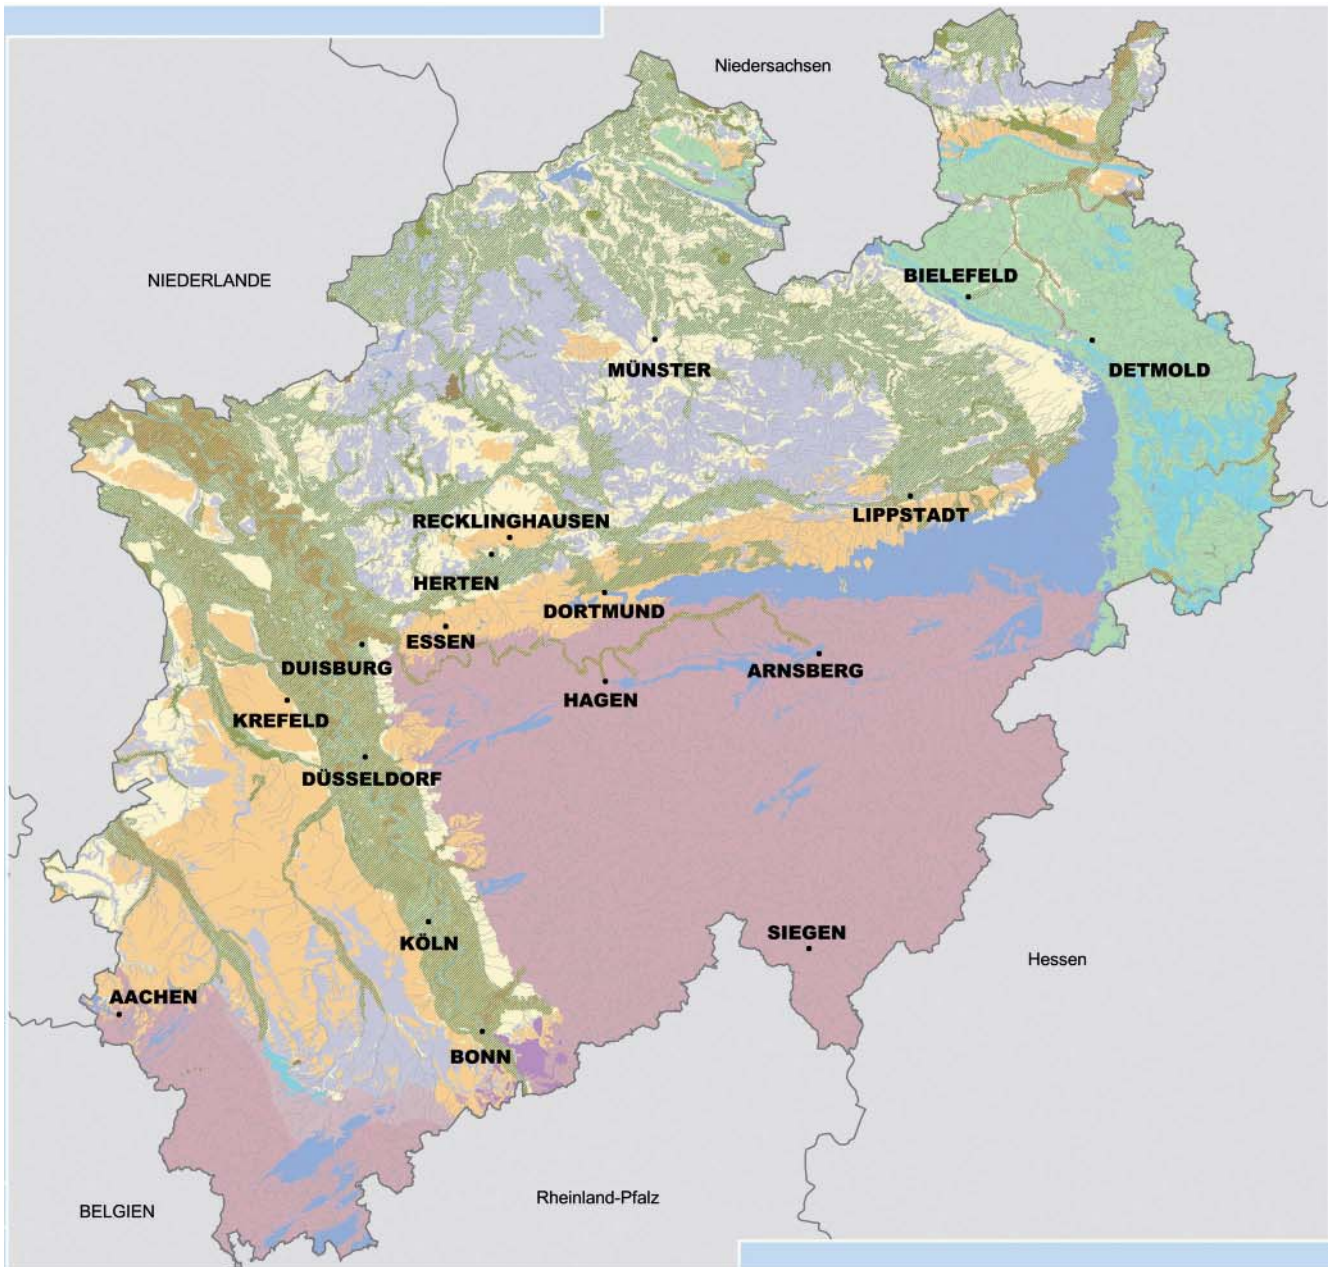 Niedersachsen
NIEDERLANDE
BIELEFELD
MÜNSTER
DETMOLD
RECKLINGHAUSEN
LIPPSTADT
HERTEN
DORTMUND
ESSEN
DUISBURG
ARNSBERG
HAGEN
KREFELD
DÜSSELDORF
SIEGEN
KÖLN
Hessen
AACHEN
BONN
Rheinland-Pfalz
BELGIEN